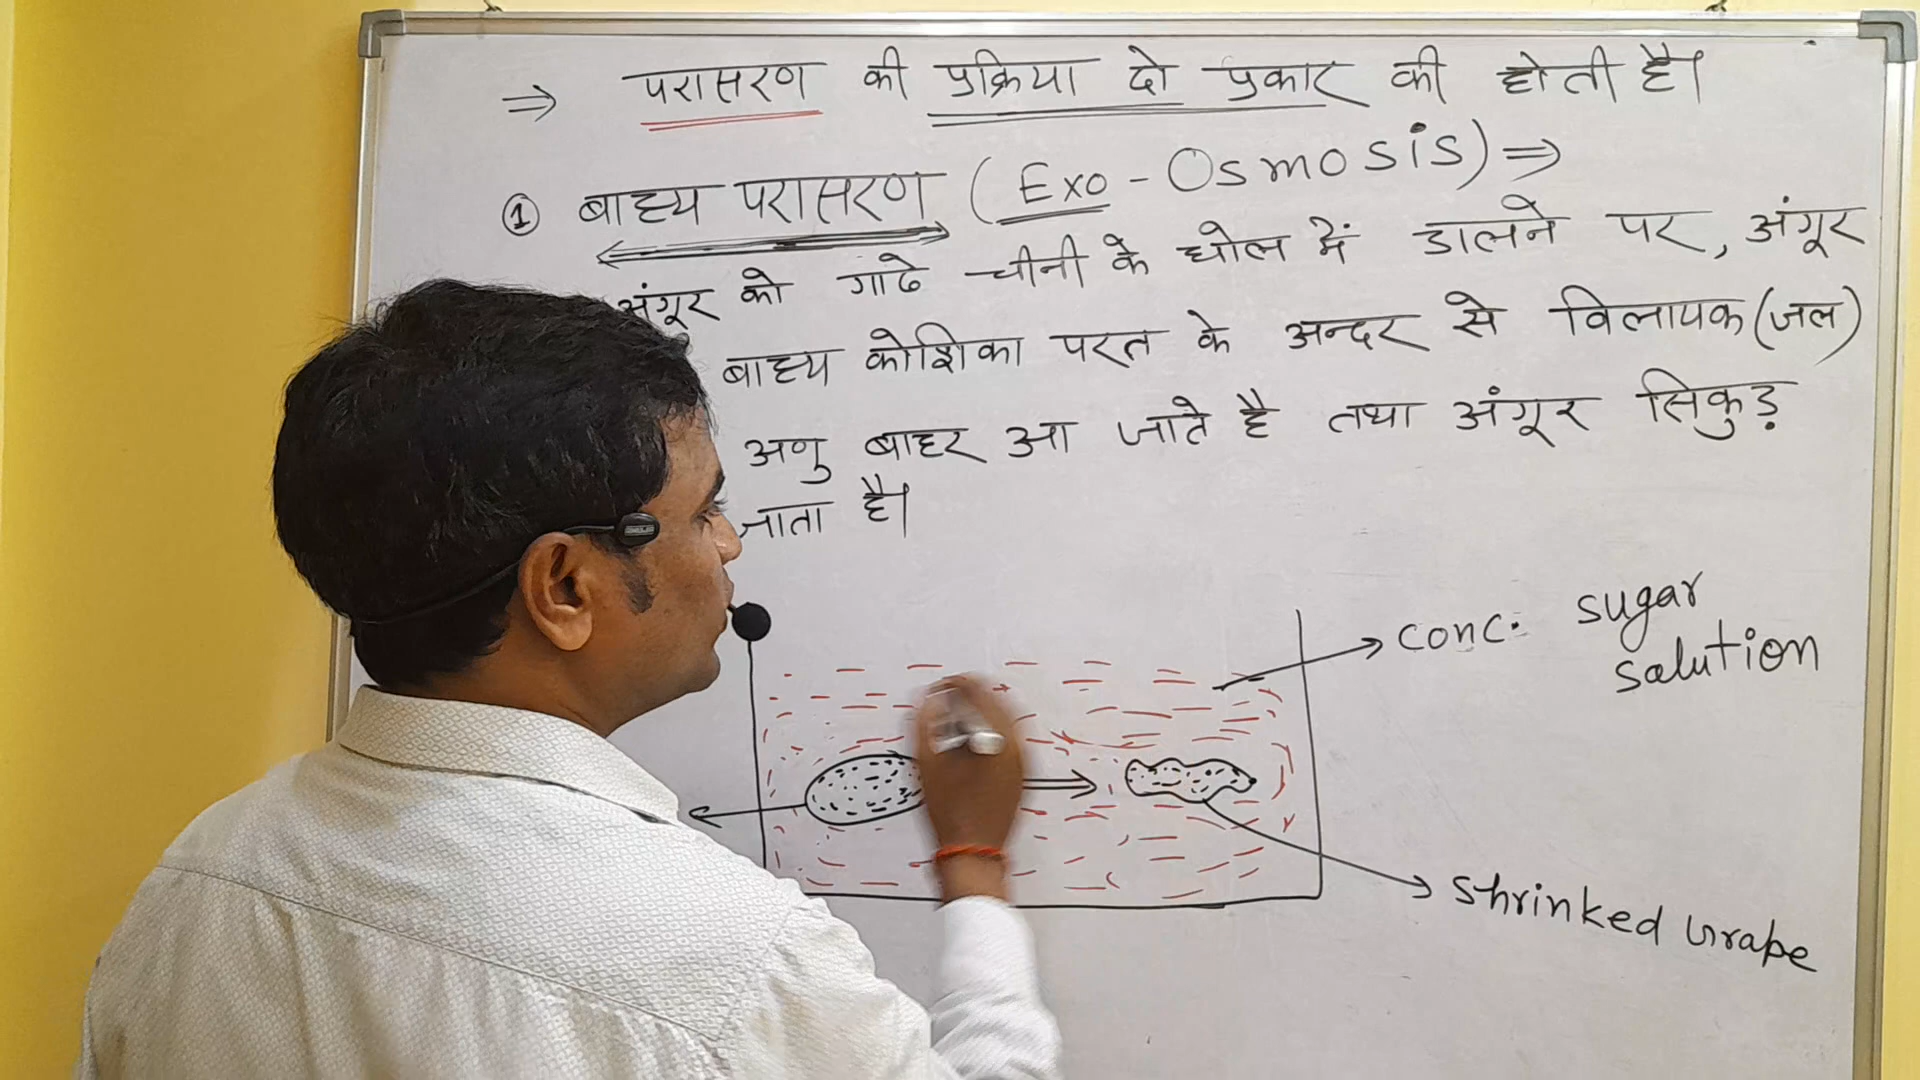 ⇒ परासरण की प्रक्रिया दो प्रकार की होती है।
① बाह्य परासरण (Exo-Osmosis) ⇒
अंगूर को गाढे चीनी के घोल में डालने पर, अंगूर
बाह्य कोशिका परत के अन्दर से विलायक (जल)
अणु बाहर आ जाते है तथा अंगूर सिकुड़
जाता है।
conc. sugar
solution
shrinked Grape